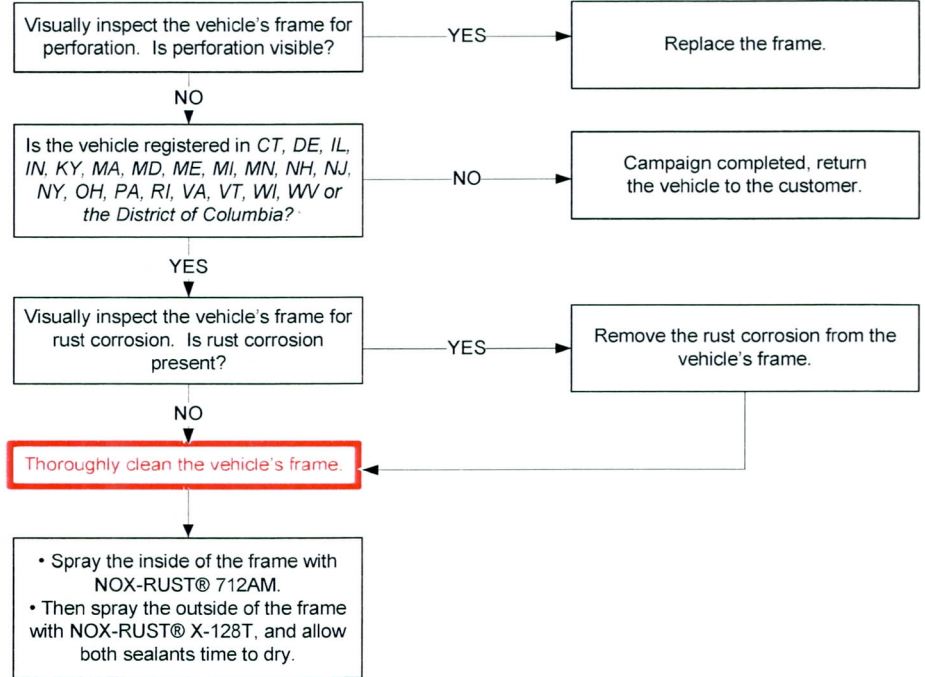 Visually inspect the vehicle's frame for
perforation. Is perforation visible?
YES
Replace the frame.
NO
Is the vehicle registered in CT, DE, IL,
IN, KY, MA, MD, ME, MI, MN, NH, NJ,
NY, OH, PA, RI, VA, VT, WI, WV or
the District of Columbia?
NO
Campaign completed, return
the vehicle to the customer.
YES
Visually inspect the vehicle's frame for
rust corrosion. Is rust corrosion
present?
YES
Remove the rust corrosion from the
vehicle's frame.
NO
Thoroughly clean the vehicle's frame.
• Spray the inside of the frame with
NOX-RUST® 712AM.
• Then spray the outside of the frame
with NOX-RUST® X-128T, and allow
both sealants time to dry.